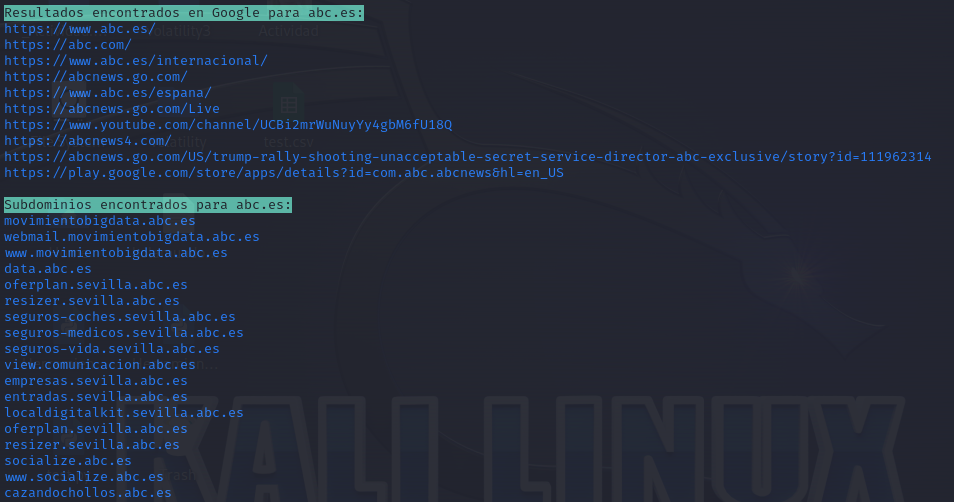 Resultados encontrados en Google para abc.es:
https://www.abc.es/
https://abc.com/
https://www.abc.es/internacional/
https://abcnews.go.com/
https://www.abc.es/espana/
https://abcnews.go.com/Live
https://www.youtube.com/channel/UCBi2mrWuNuyYy4gbM6fU18Q
https://abcnews4.com/
https://abcnews.go.com/US/trump-rally-shooting-unacceptable-secret-service-director-abc-exclusive/story?id=111962314
https://play.google.com/store/apps/details?id=com.abc.abcnews&hl=en_US
Subdominios encontrados para abc.es:
movimientobigdata.abc.es
webmail.movimientobigdata.abc.es
www.movimientobigdata.abc.es
data.abc.es
oferplan.sevilla.abc.es
resizer.sevilla.abc.es
seguros-coches.sevilla.abc.es
seguros-medicos.sevilla.abc.es
seguros-vida.sevilla.abc.es
view.comunicacion.abc.es
empresas.sevilla.abc.es
entradas.sevilla.abc.es
localdigitalkit.sevilla.abc.es
oferplan.sevilla.abc.es
resizer.sevilla.abc.es
socialize.abc.es
www.socialize.abc.es
cazandochollos.abc.es
Actividad
test.csv
KALI LINUX